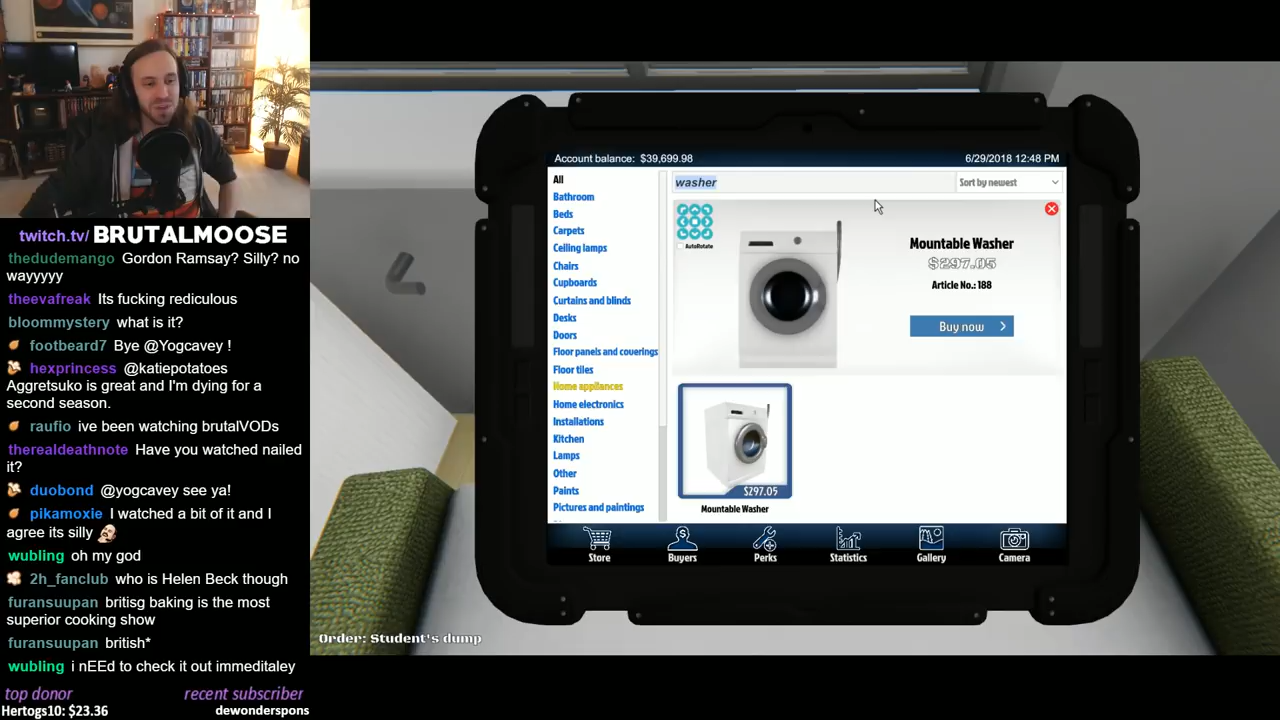 twitch.tv/BRUTALMOOSE
thedudemango Gordon Ramsay? Silly? no
wayyyyy
theevafreak Its fucking rediculous
bloommystery what is it?
footbeard7 Bye @Yogcavey !
hexprincess @katiepotatoes
Aggretsuko is great and I'm dying for a
second season.
raufio ive been watching brutalVODs
therealdeathnote Have you watched nailed
it?
duobond @yogcavey see ya!
pikamoxie I watched a bit of it and I
agree its silly
wubling oh my god
2h_fanclub who is Helen Beck though
furansuupan britisg baking is the most
superior cooking show
furansuupan british*
wubling i nEEd to check it out immeditaley
top donor recent subscriber
Hertogs10: $23.36 dewonderspons
Account balance: $39,699.98 6/29/2018 12:48 PM
All
Bathroom
Beds
Carpets
Ceiling lamps
Chairs
Cupboards
Curtains and blinds
Desks
Doors
Floor panels and coverings
Floor tiles
Home appliances
Home electronics
Installations
Kitchen
Lamps
Other
Paints
Pictures and paintings
washer Sort by newest
AutoRotate
Mountable Washer
$297.05
Article No.: 188
Buy now
$297.05
Mountable Washer
Store Buyers Perks Statistics Gallery Camera
Order: Student's dump